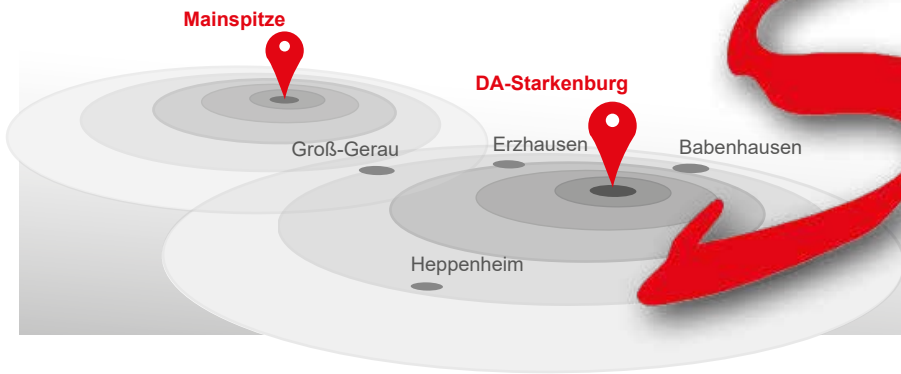 Mainspitze
DA-Starkenburg
Groß-Gerau
Erzhausen
Babenhausen
Heppenheim